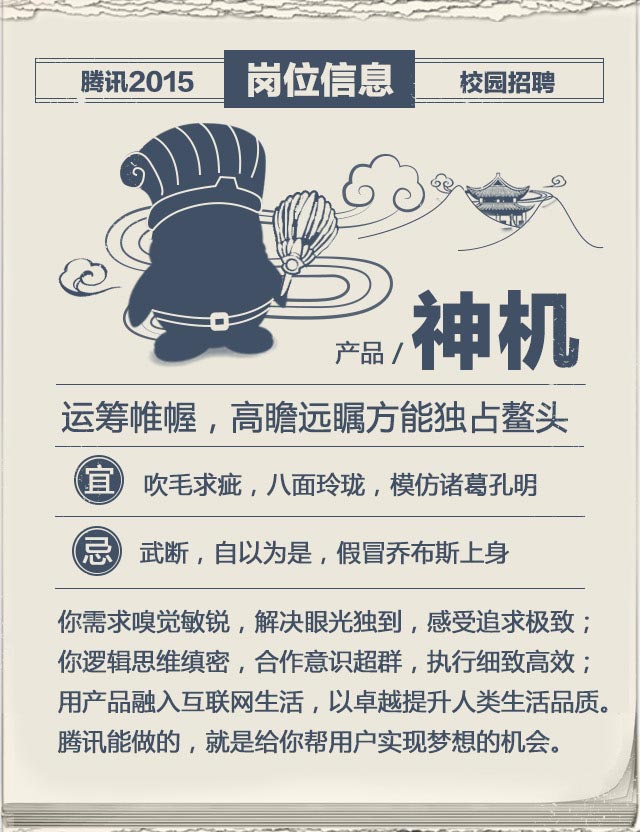 腾讯2015 岗位信息 校园招聘
产品 / 神机
运筹帷幄，高瞻远瞩方能独占鳌头
宜 吹毛求疵，八面玲珑，模仿诸葛孔明
忌 武断，自以为是，假冒乔布斯上身
你需求嗅觉敏锐，解决眼光独到，感受追求极致；
你逻辑思维缜密，合作意识超群，执行细致高效；
用产品融入互联网生活，以卓越提升人类生活品质。
腾讯能做的，就是给你帮用户实现梦想的机会。